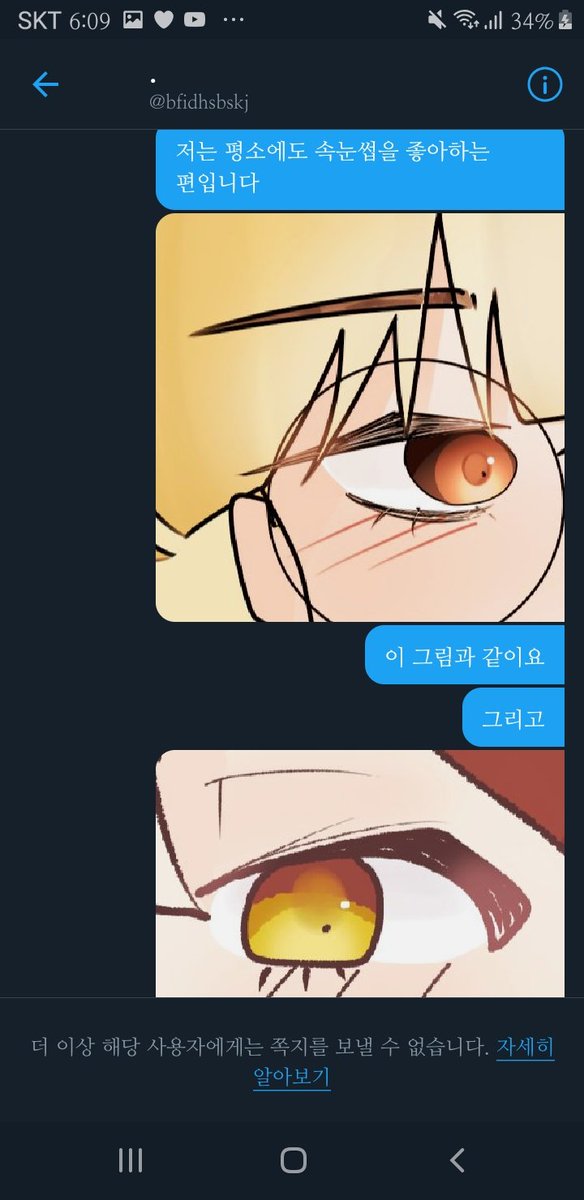 SKT 6:09 34%
.
@bfidhsbskj
저는 평소에도 속눈썹을 좋아하는
편입니다
이 그림과 같이요
그리고
더 이상 해당 사용자에게는 쪽지를 보낼 수 없습니다. 자세히
알아보기